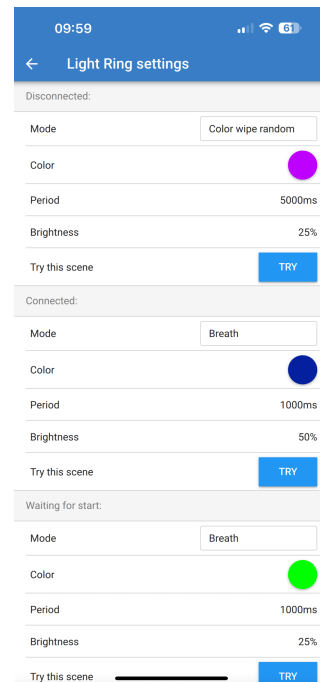 09:59
61
← Light Ring settings
Disconnected:
Mode Color wipe random
Color
Period 5000ms
Brightness 25%
Try this scene TRY
Connected:
Mode Breath
Color
Period 1000ms
Brightness 50%
Try this scene TRY
Waiting for start:
Mode Breath
Color
Period 1000ms
Brightness 25%
Try this scene TRY